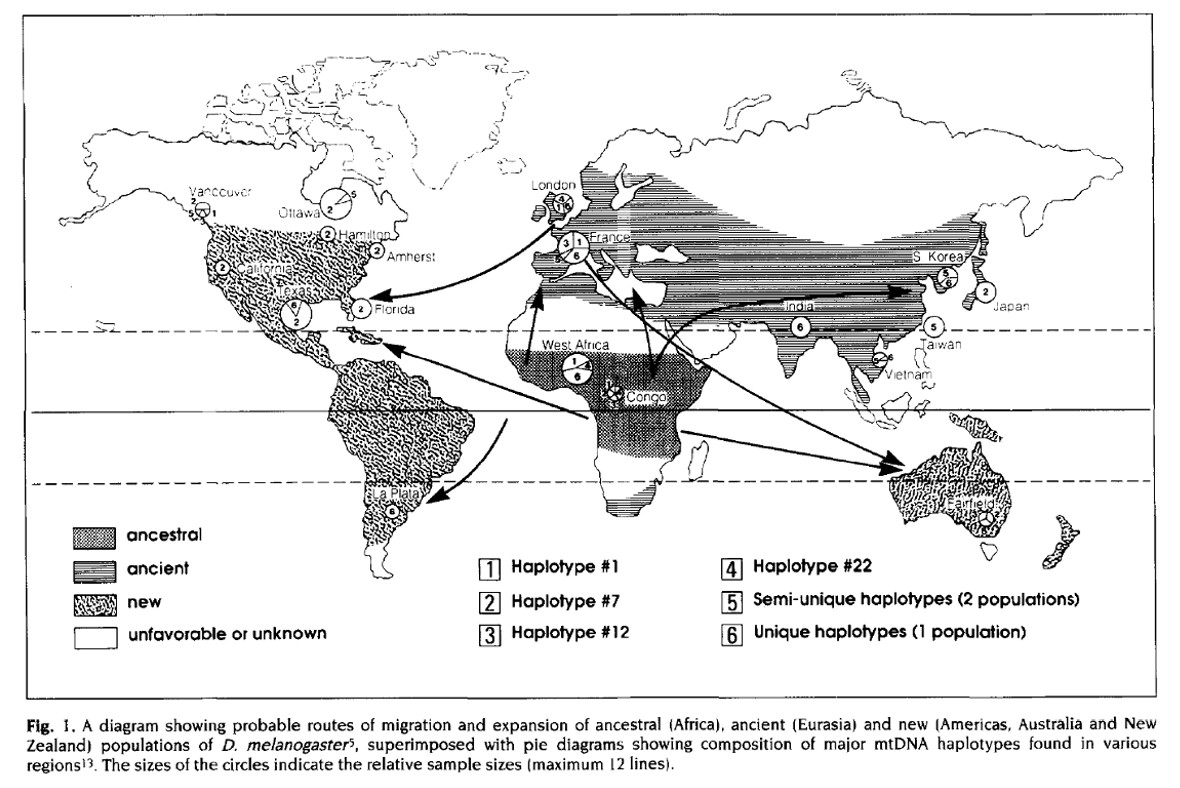 Vancouver
2
5
1
Ottawa
5
2
2
Hamilton
2
Amherst
2
California
Texas
6
2
2
Florida
London
4
1
6
France
3
1
5
6
S. Korea
5
6
2
Japan
India
6
5
Taiwan
5
6
Vietnam
West Africa
1
4
6
Congo
La Plata
6
Fairfield
2
ancestral
ancient
new
unfavorable or unknown
1 Haplotype #1
2 Haplotype #7
3 Haplotype #12
4 Haplotype #22
5 Semi-unique haplotypes (2 populations)
6 Unique haplotypes (1 population)
Fig. 1. A diagram showing probable routes of migration and expansion of ancestral (Africa), ancient (Eurasia) and new (Americas, Australia and New
Zealand) populations of D. melanogaster⁵, superimposed with pie diagrams showing composition of major mtDNA haplotypes found in various
regions¹³. The sizes of the circles indicate the relative sample sizes (maximum 12 lines).